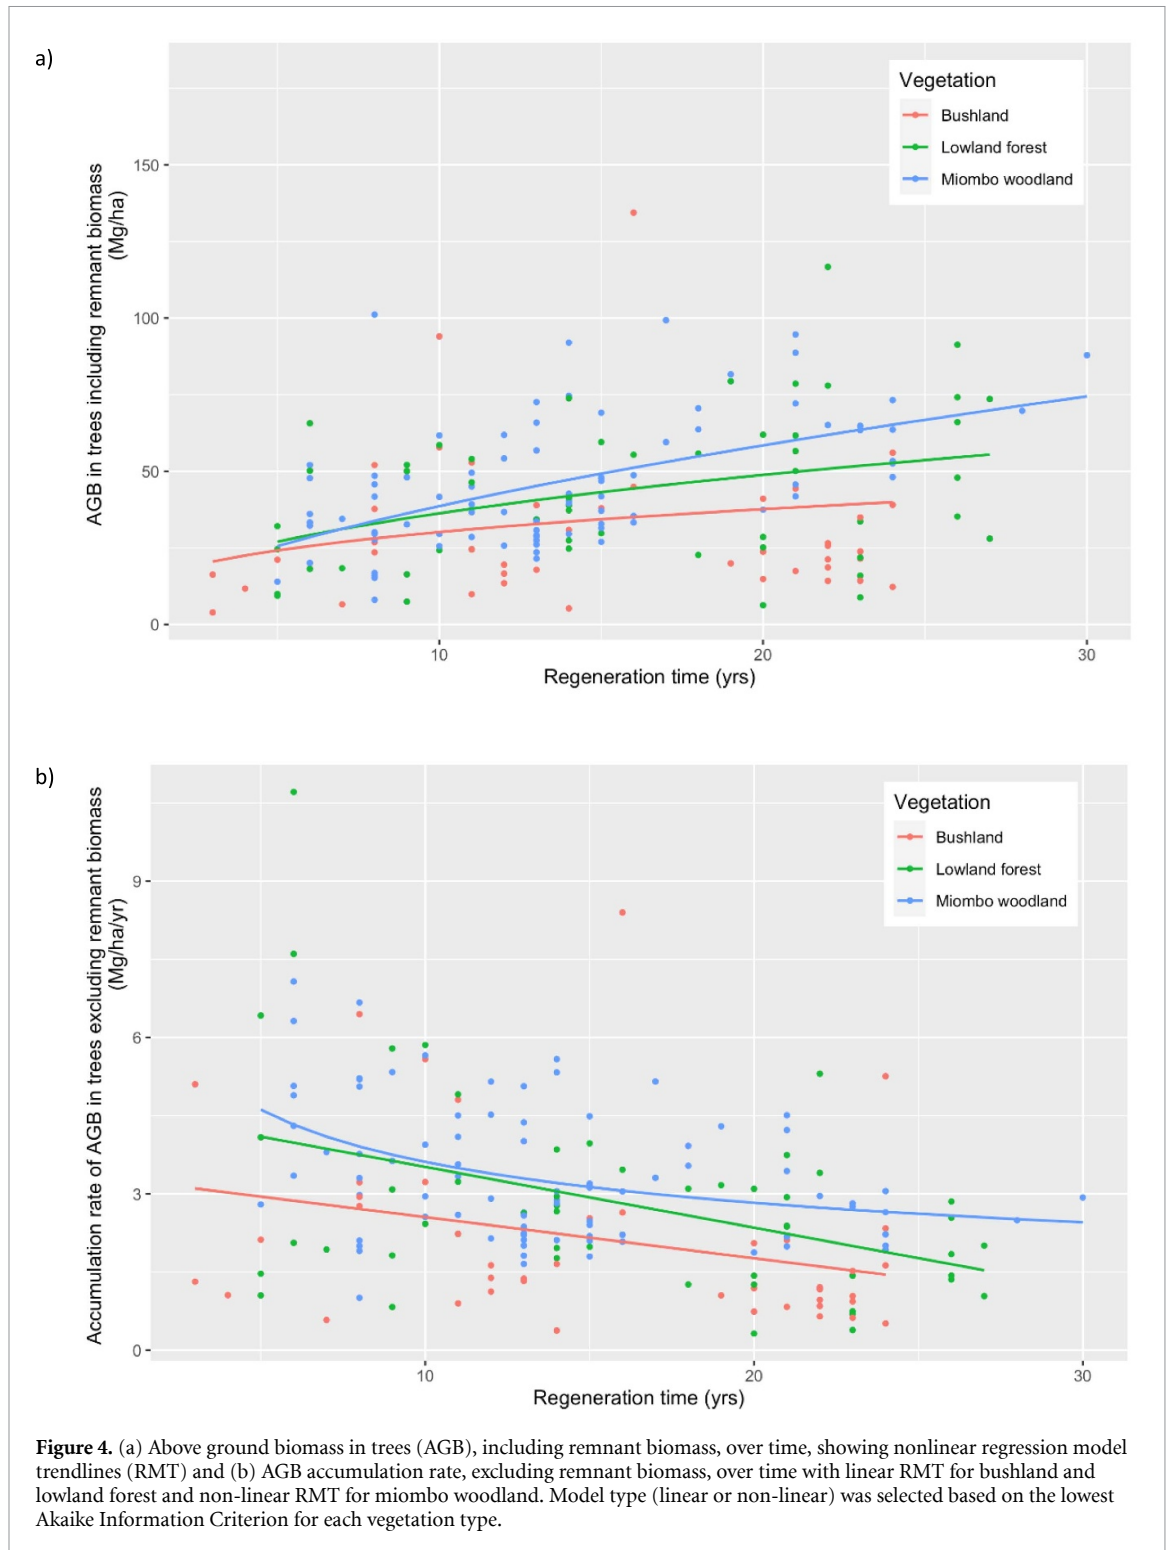 a)
Vegetation
Bushland
Lowland forest
Miombo woodland
150
100
50
0
AGB in trees including remnant biomass
(Mg/ha)
10
20
30
Regeneration time (yrs)
b)
Vegetation
Bushland
Lowland forest
Miombo woodland
9
6
3
0
Accumulation rate of AGB in trees excluding remnant biomass
(Mg/ha/yr)
10
20
30
Regeneration time (yrs)
Figure 4. (a) Above ground biomass in trees (AGB), including remnant biomass, over time, showing nonlinear regression model
trendlines (RMT) and (b) AGB accumulation rate, excluding remnant biomass, over time with linear RMT for bushland and
lowland forest and non-linear RMT for miombo woodland. Model type (linear or non-linear) was selected based on the lowest
Akaike Information Criterion for each vegetation type.